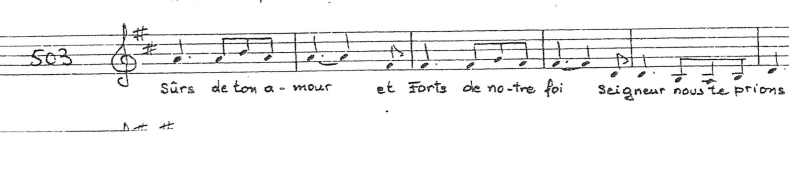 503
Sûrs de ton a-mour et Forts de no-tre foi Seigneur nous te prions